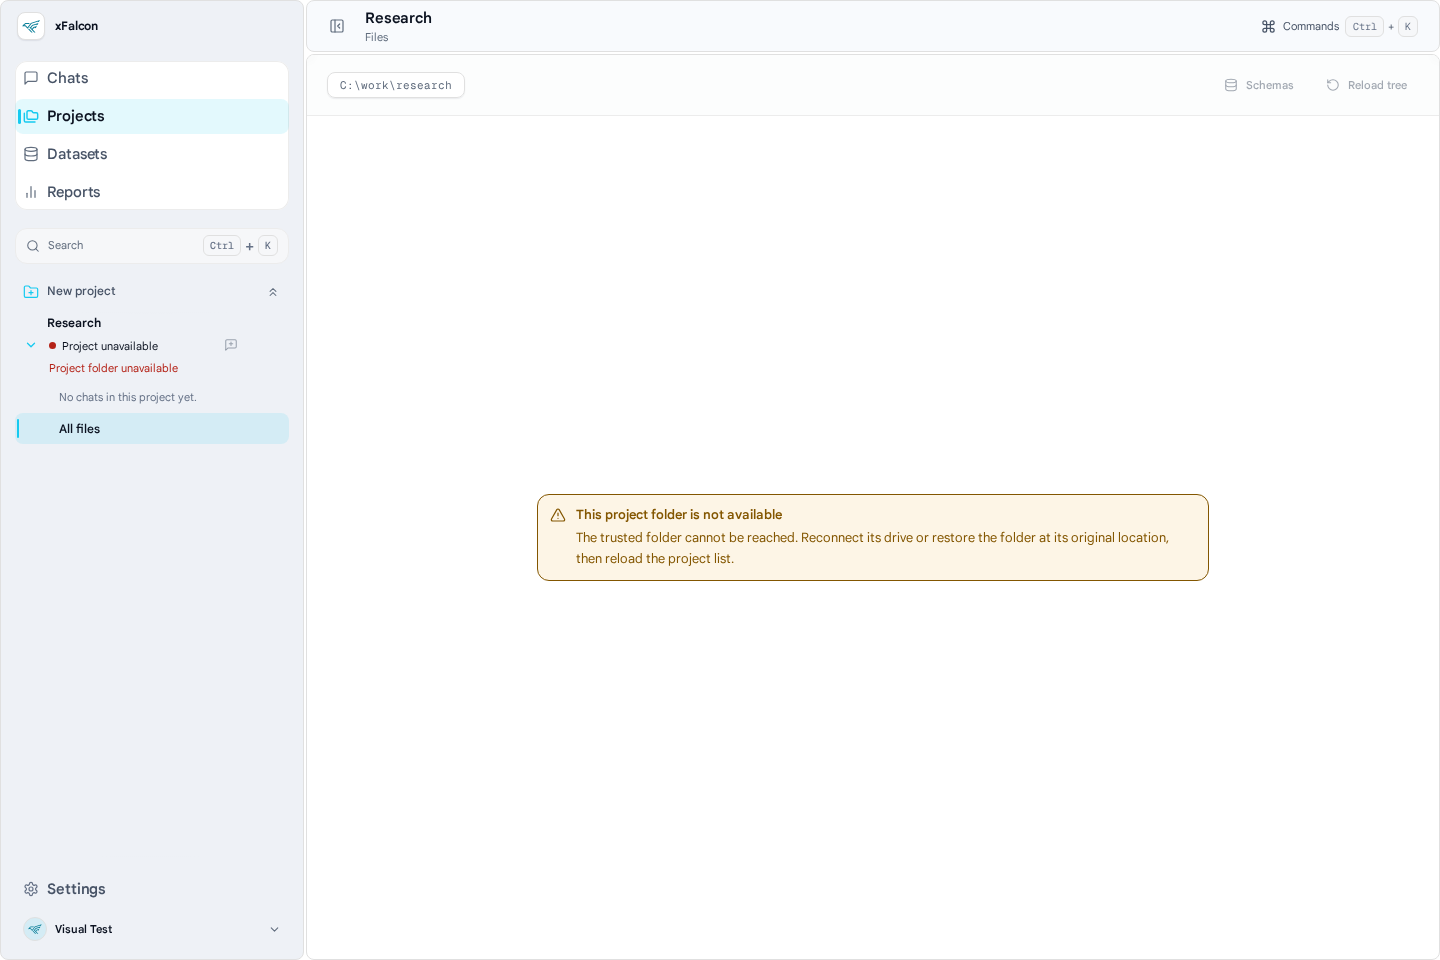 xFalcon
Chats
Projects
Datasets
Reports
Search Ctrl + K
New project
Research
Project unavailable
Project folder unavailable
No chats in this project yet.
All files
Settings
Visual Test
Research
Files
Commands Ctrl + K
C:\work\research
Schemas
Reload tree
This project folder is not available
The trusted folder cannot be reached. Reconnect its drive or restore the folder at its original location,
then reload the project list.